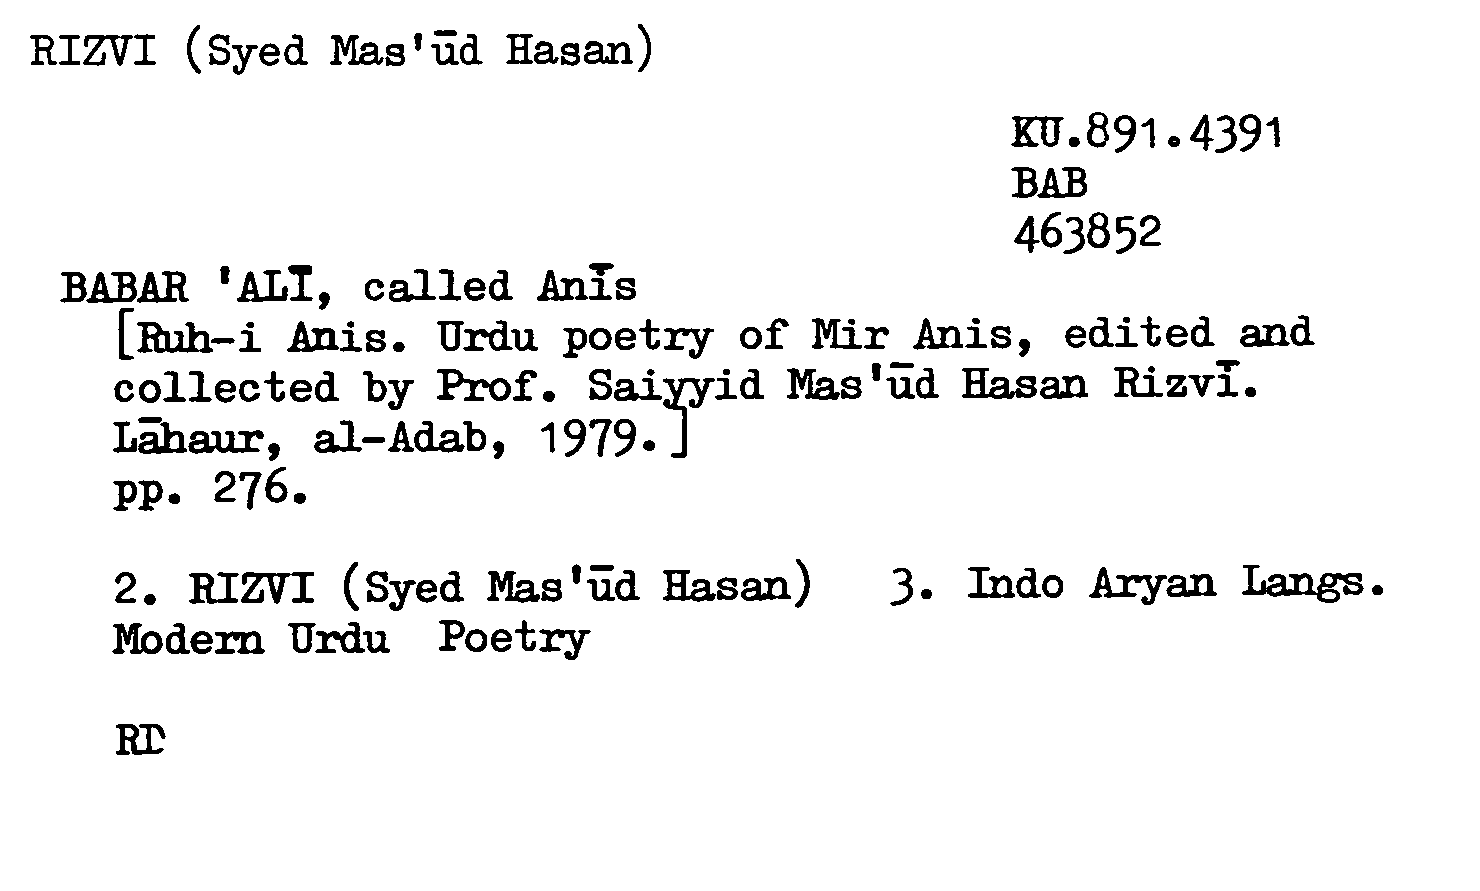 RIZVI (Syed Mas'ūd Hasan)
KU.891.4391
BAB
463852
BABAR 'ALĪ, called Anīs
[Ruh-i Anis. Urdu poetry of Mir Anis, edited and
collected by Prof. Saiyyid Mas'ūd Hasan Rizvī.
Lāhaur, al-Adab, 1979.]
pp. 276.
2. RIZVI (Syed Mas'ūd Hasan)   3. Indo Aryan Langs.
Modern Urdu  Poetry
RD